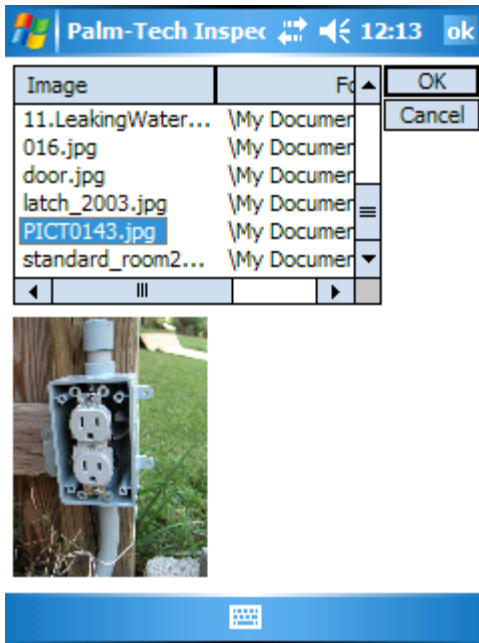 Palm-Tech Inspec 12:13 ok
Image Fo
OK
Cancel
11.LeakingWater... \My Documen
016.jpg \My Documen
door.jpg \My Documen
latch_2003.jpg \My Documen
PICT0143.jpg \My Documen
standard_room2... \My Documen